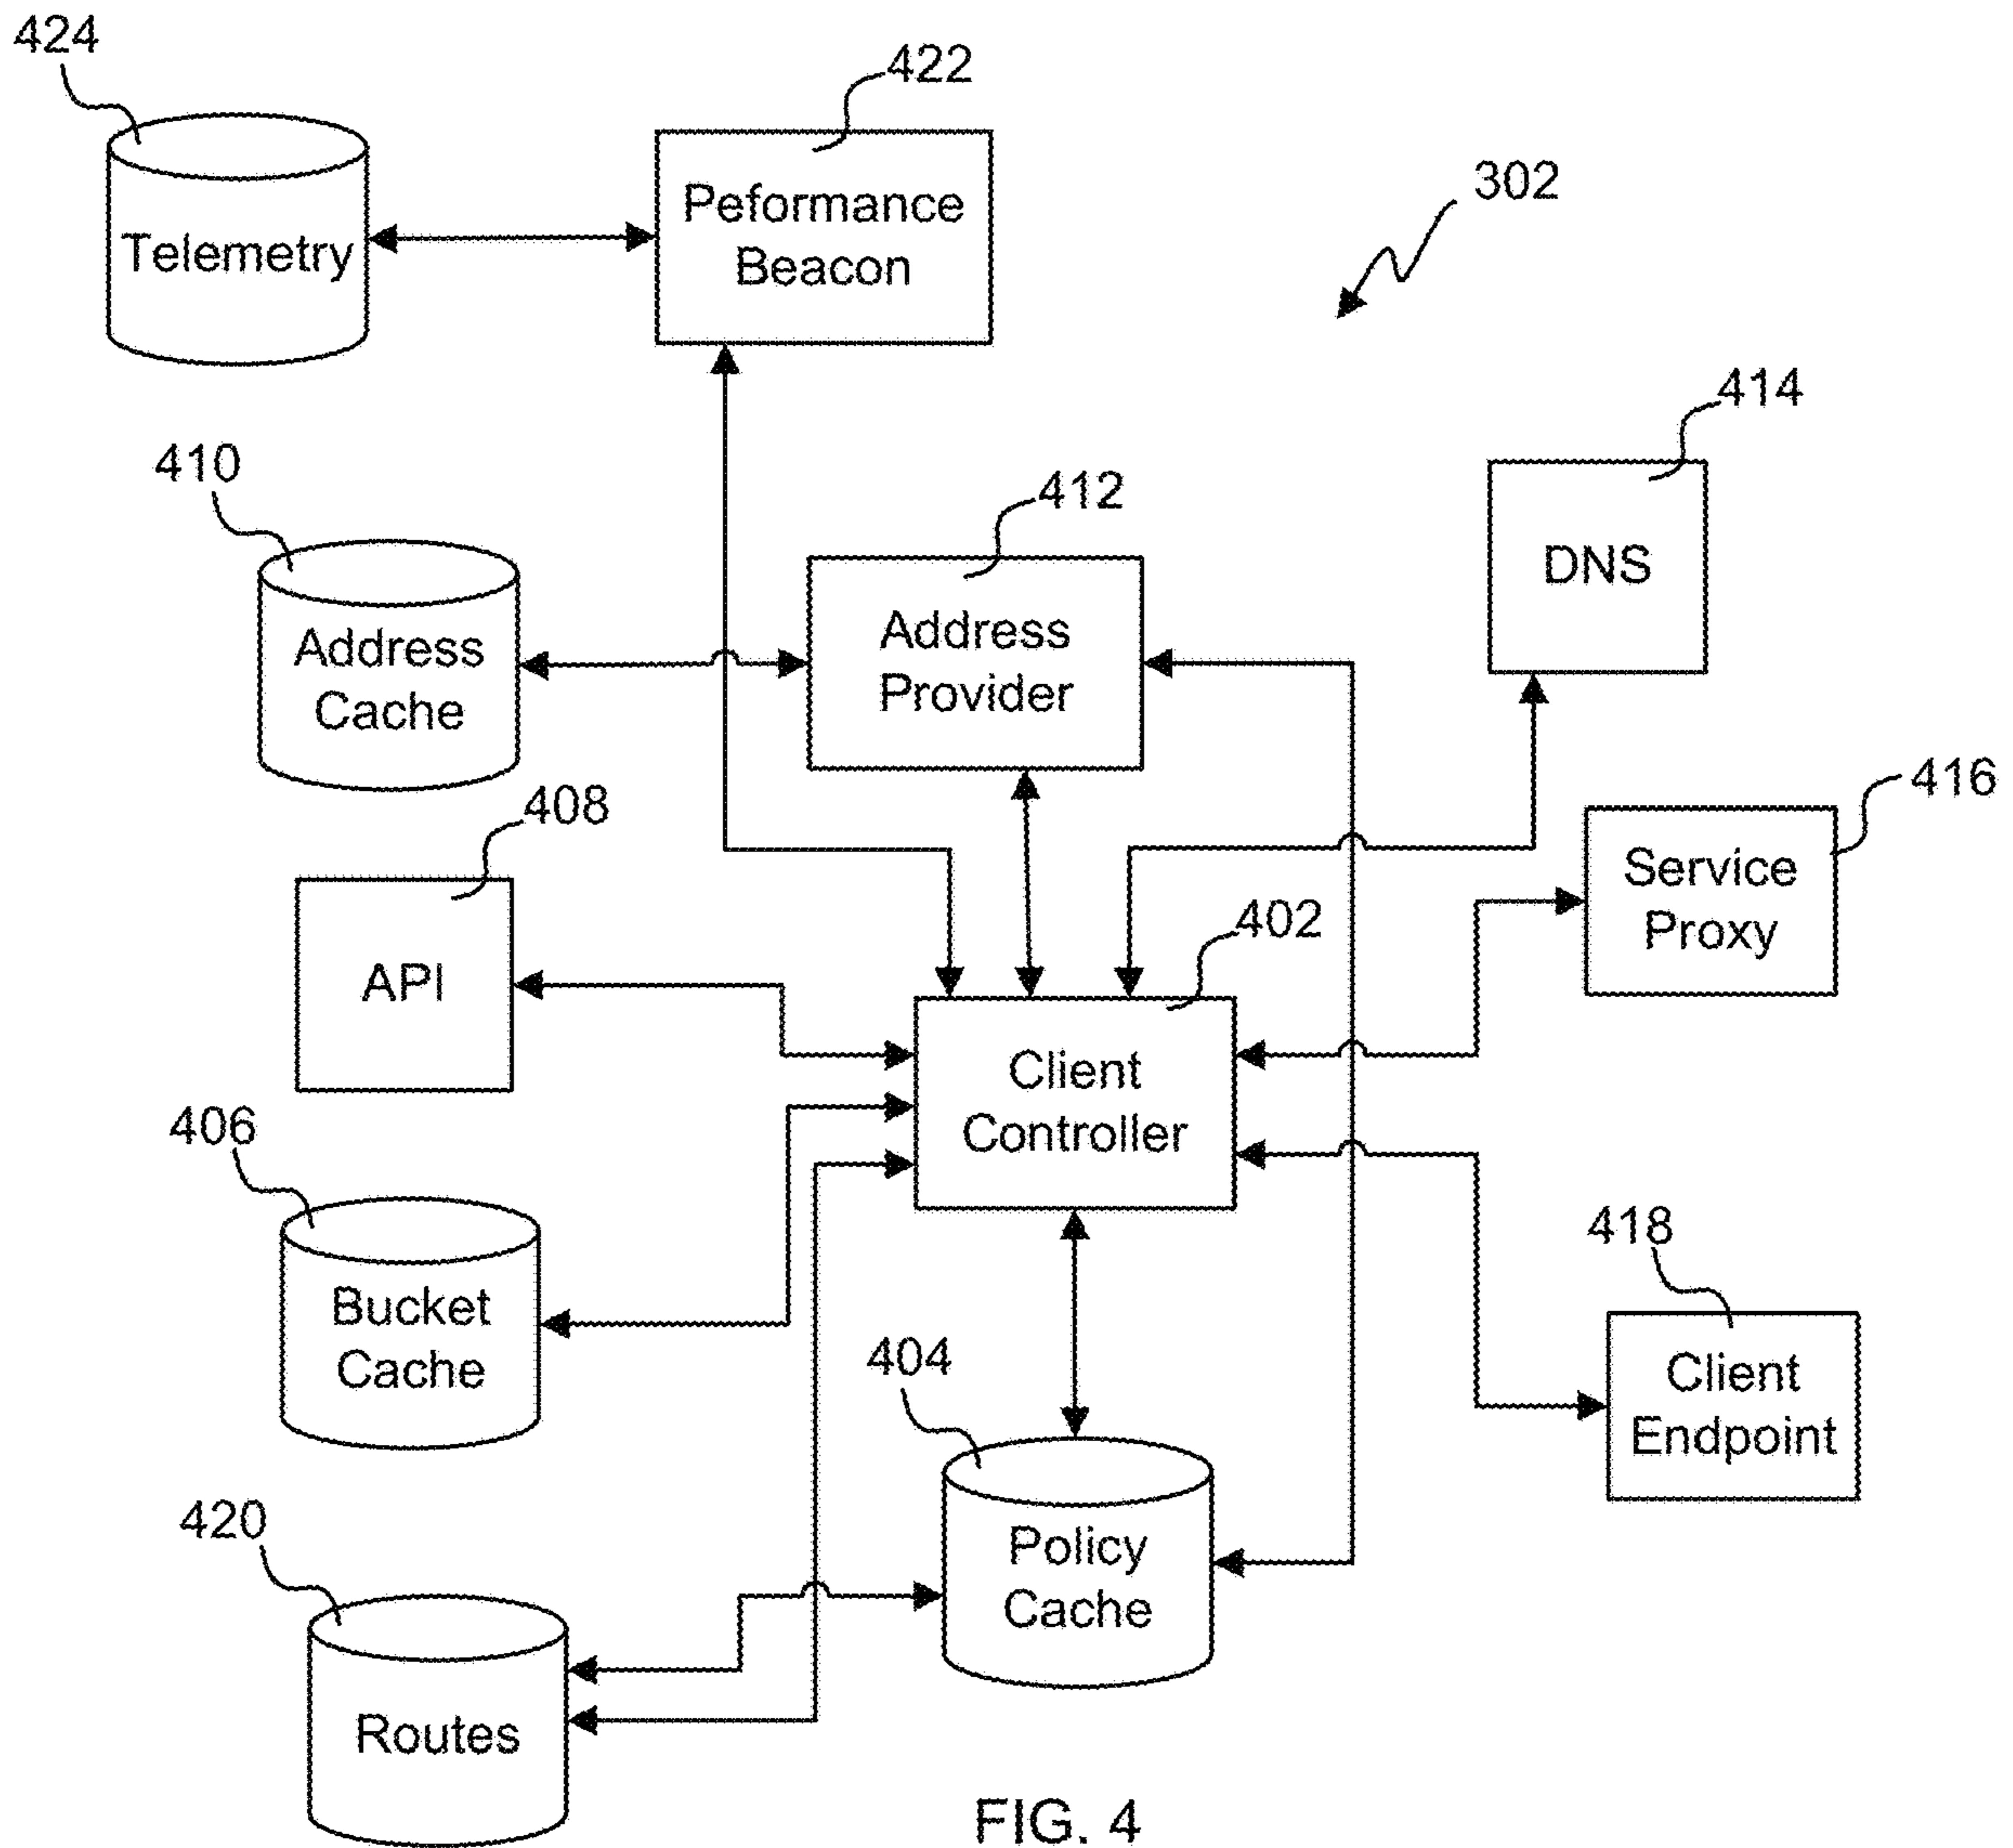 424
422
Peformance
Beacon
302
Telemetry
414
410
412
DNS
Address
Provider
Address
Cache
416
408
Service
Proxy
402
API
Client
Controller
406
418
Bucket
Cache
404
Client
Endpoint
420
Policy
Cache
Routes
FIG. 4